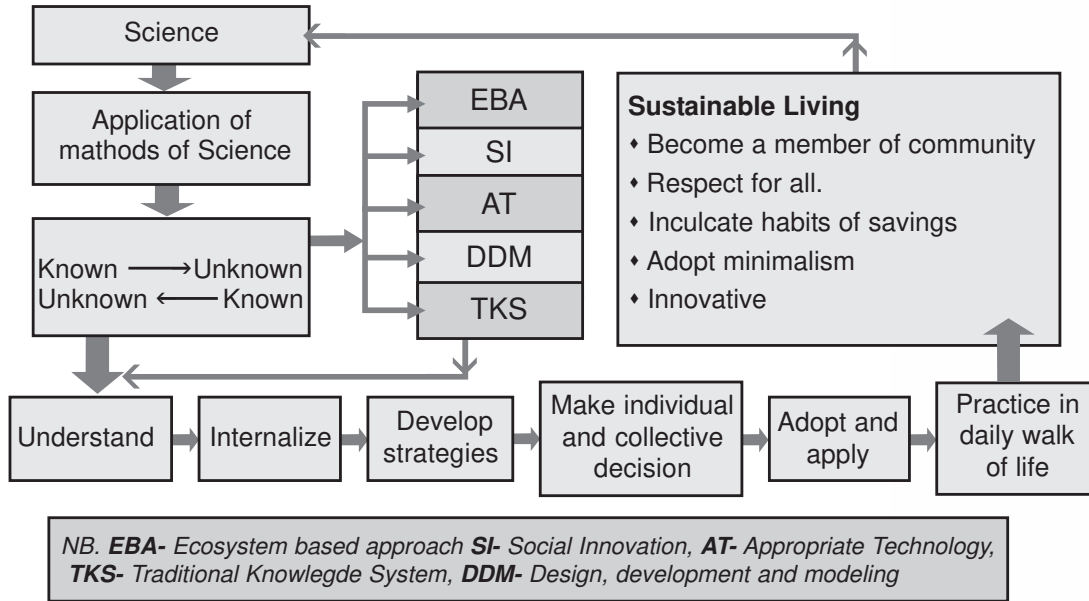 Science
Application of
mathods of Science
Known → Unknown
Unknown ← Known
EBA
SI
AT
DDM
TKS
Sustainable Living
♦ Become a member of community
♦ Respect for all.
♦ Inculcate habits of savings
♦ Adopt minimalism
♦ Innovative
Understand
Internalize
Develop
strategies
Make individual
and collective
decision
Adopt and
apply
Practice in
daily walk
of life
NB. EBA- Ecosystem based approach SI- Social Innovation, AT- Appropriate Technology,
TKS- Traditional Knowlegde System, DDM- Design, development and modeling